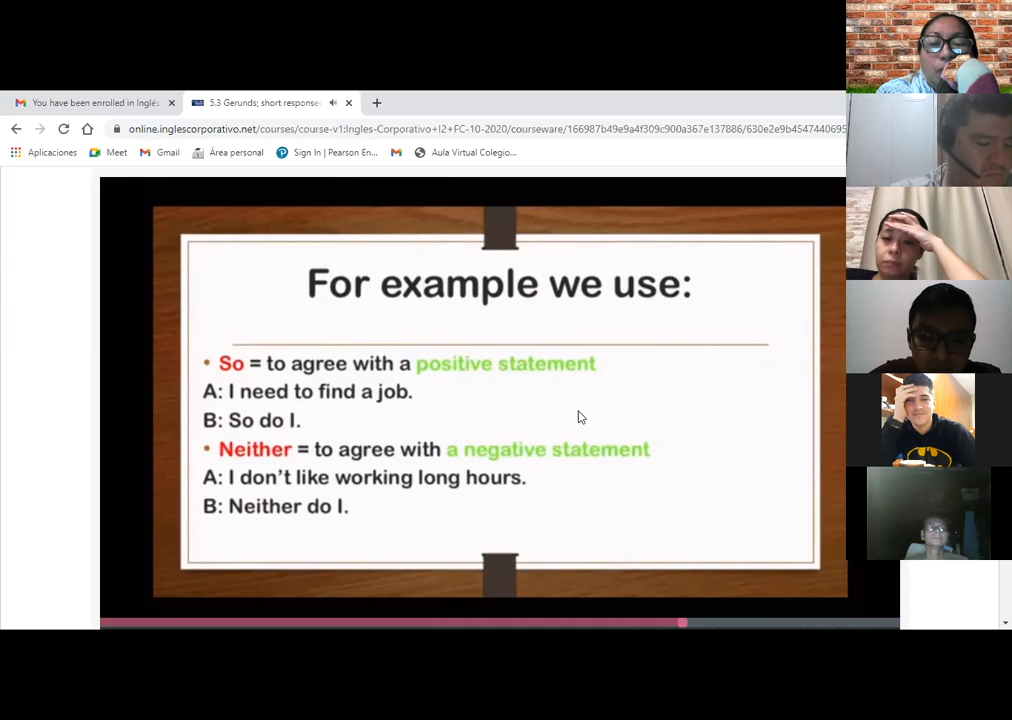 You have been enrolled in Inglés
5.3 Gerunds; short responses
online.inglescorporativo.net/courses/course-v1:Ingles-Corporativo+I2+FC-10-2020/courseware/166987b49e9a4f309c900a367e137886/630e2e9b4547440695
Aplicaciones
Meet
Gmail
Área personal
Sign In | Pearson En...
Aula Virtual Colegio...
For example we use:
• So = to agree with a positive statement
A: I need to find a job.
B: So do I.
• Neither = to agree with a negative statement
A: I don't like working long hours.
B: Neither do I.